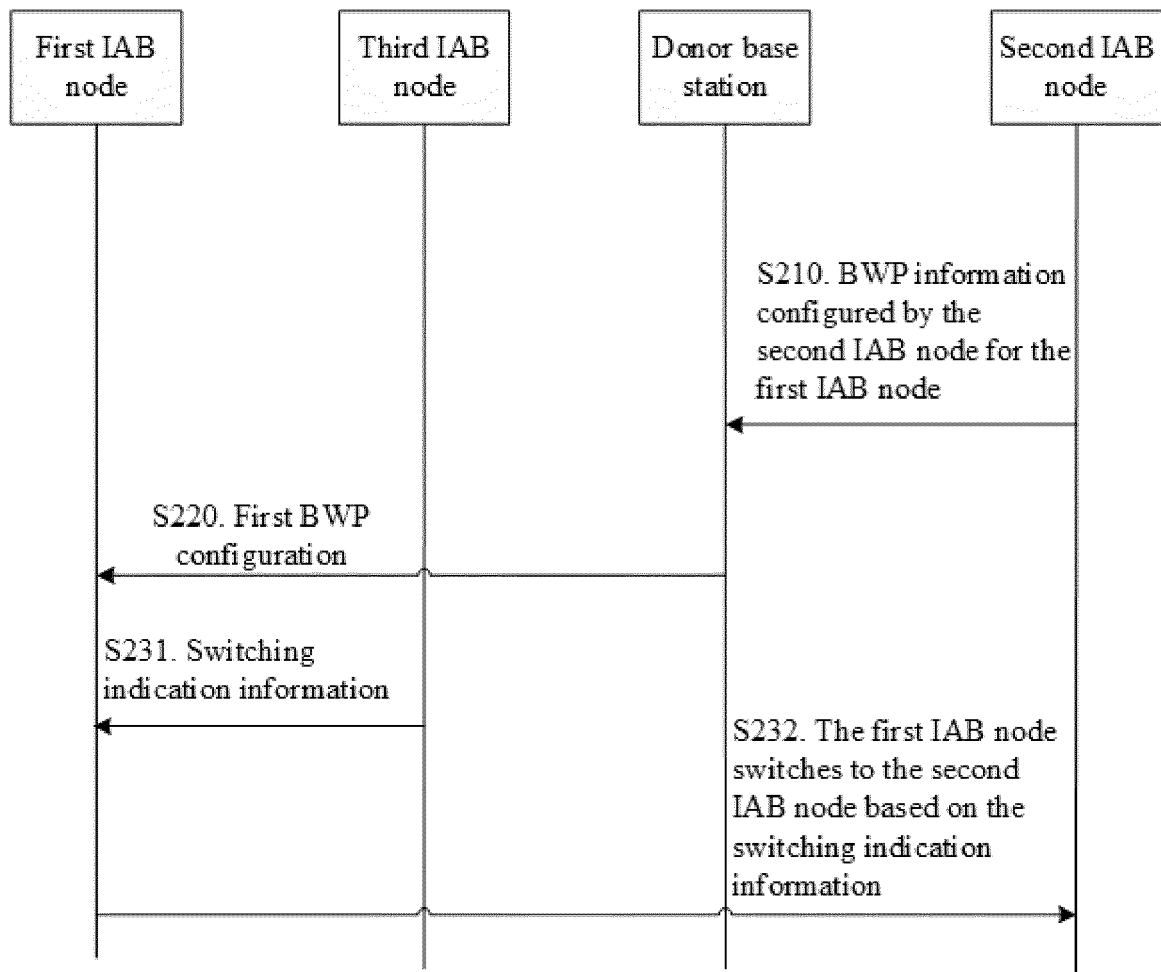 First IAB
node
Third IAB
node
Donor base
station
Second IAB
node
S210. BWP information
configured by the
second IAB node for the
first IAB node
S220. First BWP
configuration
S231. Switching
indication information
S232. The first IAB node
switches to the second
IAB node based on the
switching indication
information